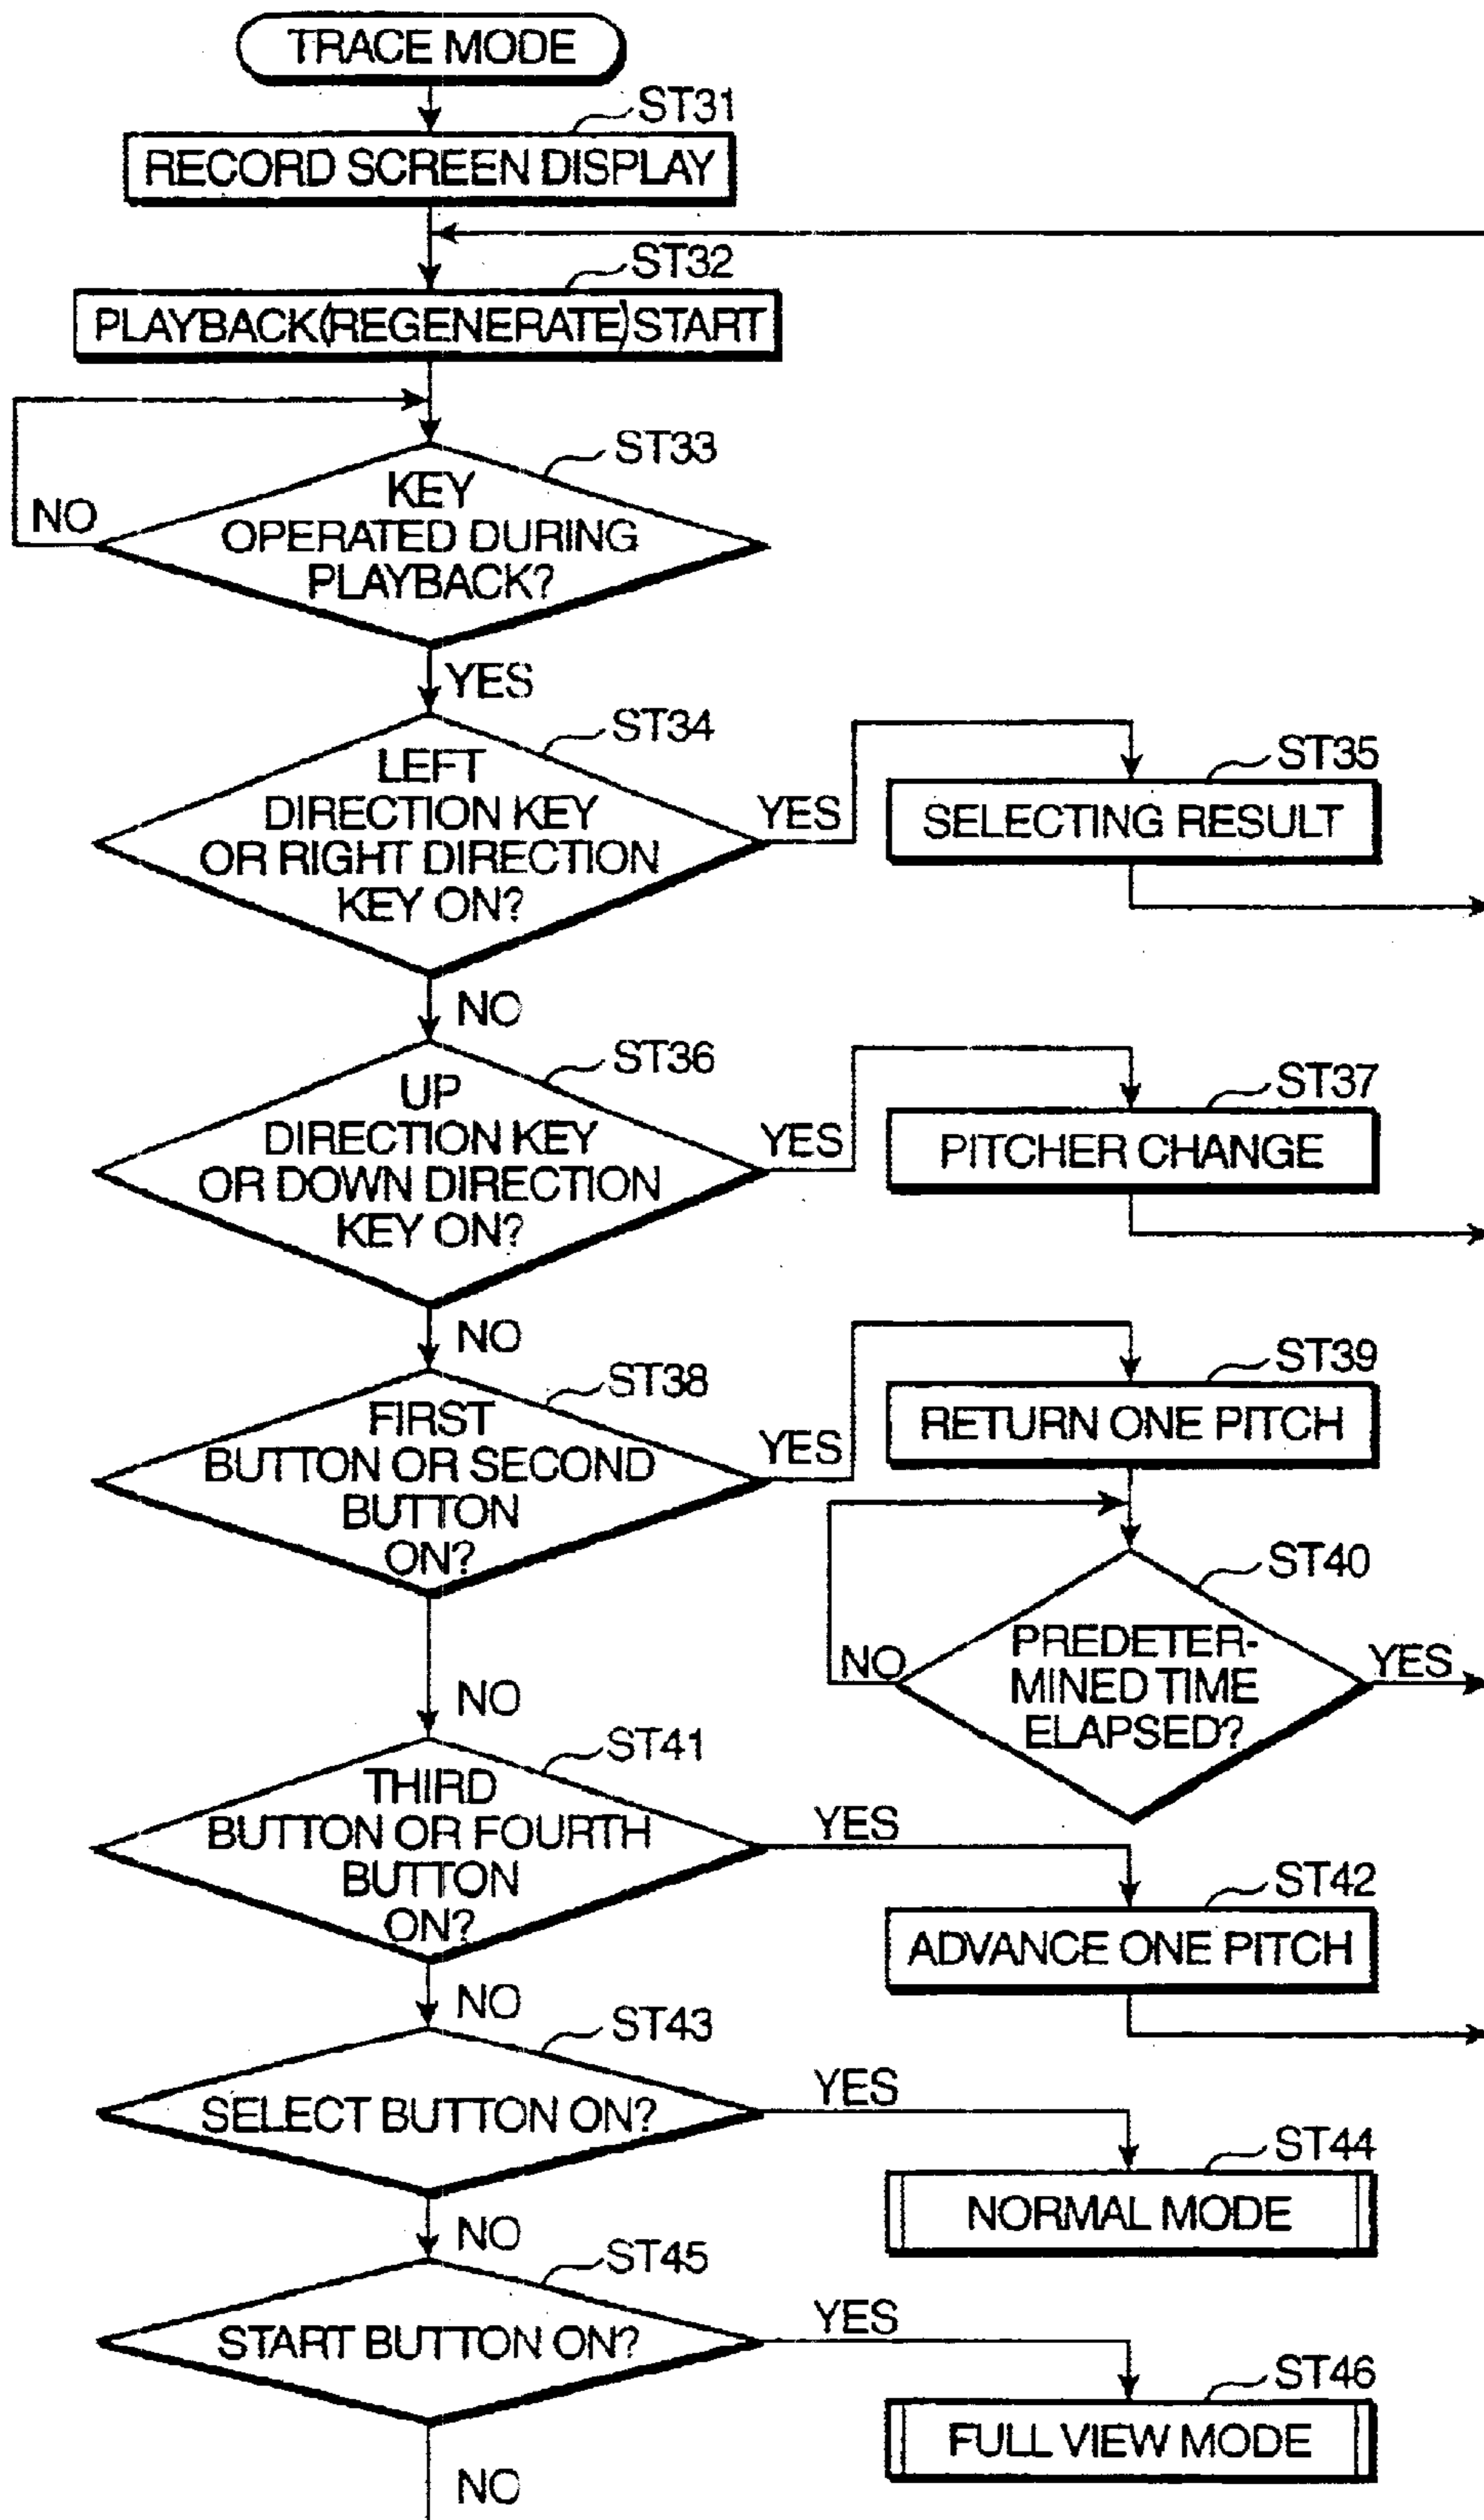 TRACE MODE
ST31
RECORD SCREEN DISPLAY
ST32
PLAYBACK(REGENERATE)START
ST33
KEY
OPERATED DURING
PLAYBACK?
NO
YES
ST34
LEFT
DIRECTION KEY
OR RIGHT DIRECTION
KEY ON?
YES
ST35
SELECTING RESULT
NO
ST36
UP
DIRECTION KEY
OR DOWN DIRECTION
KEY ON?
YES
ST37
PITCHER CHANGE
NO
ST38
FIRST
BUTTON OR SECOND
BUTTON
ON?
YES
ST39
RETURN ONE PITCH
ST40
PREDETER-
MINED TIME
ELAPSED?
NO
YES
NO
ST41
THIRD
BUTTON OR FOURTH
BUTTON
ON?
YES
ST42
ADVANCE ONE PITCH
NO
ST43
SELECT BUTTON ON?
YES
ST44
NORMAL MODE
NO
ST45
START BUTTON ON?
YES
ST46
FULL VIEW MODE
NO